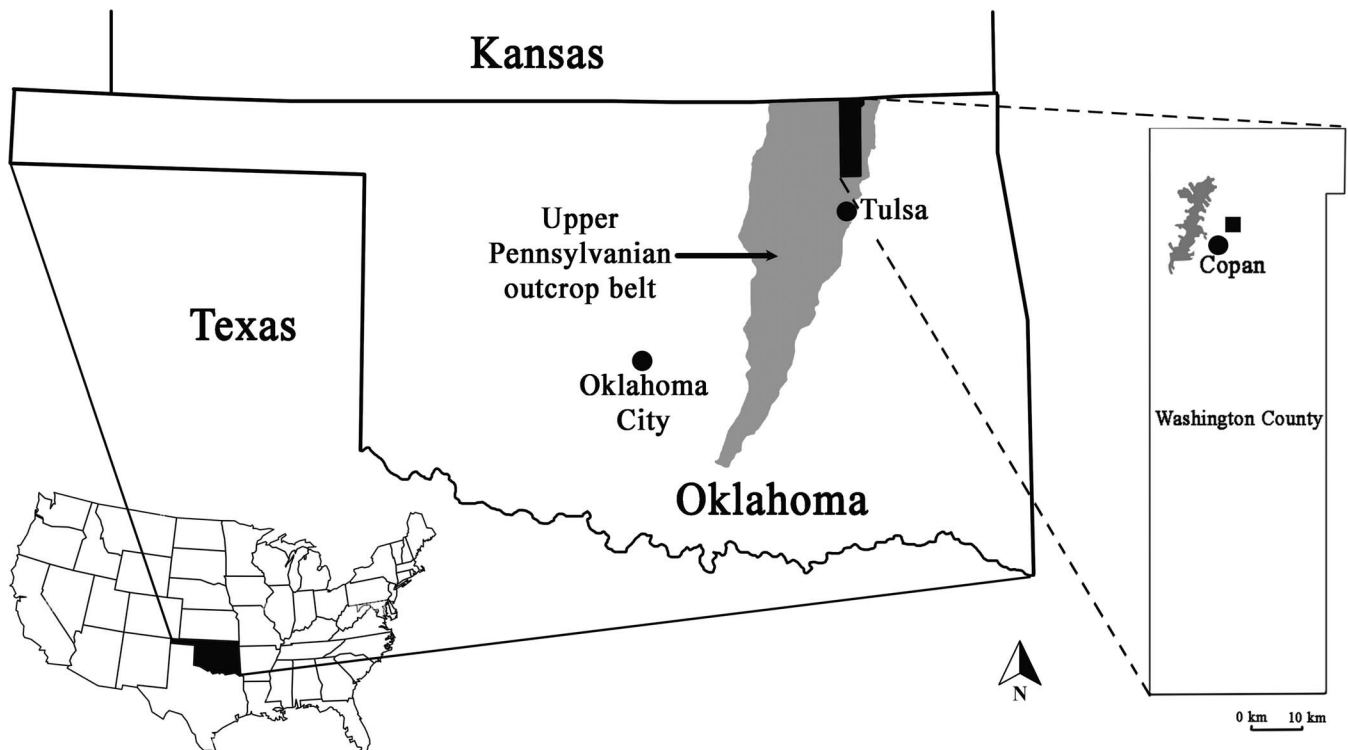 Kansas
Upper
Pennsylvanian
outcrop belt
Tulsa
Texas
Oklahoma
City
Oklahoma
N
Copan
Washington County
0 km 10 km